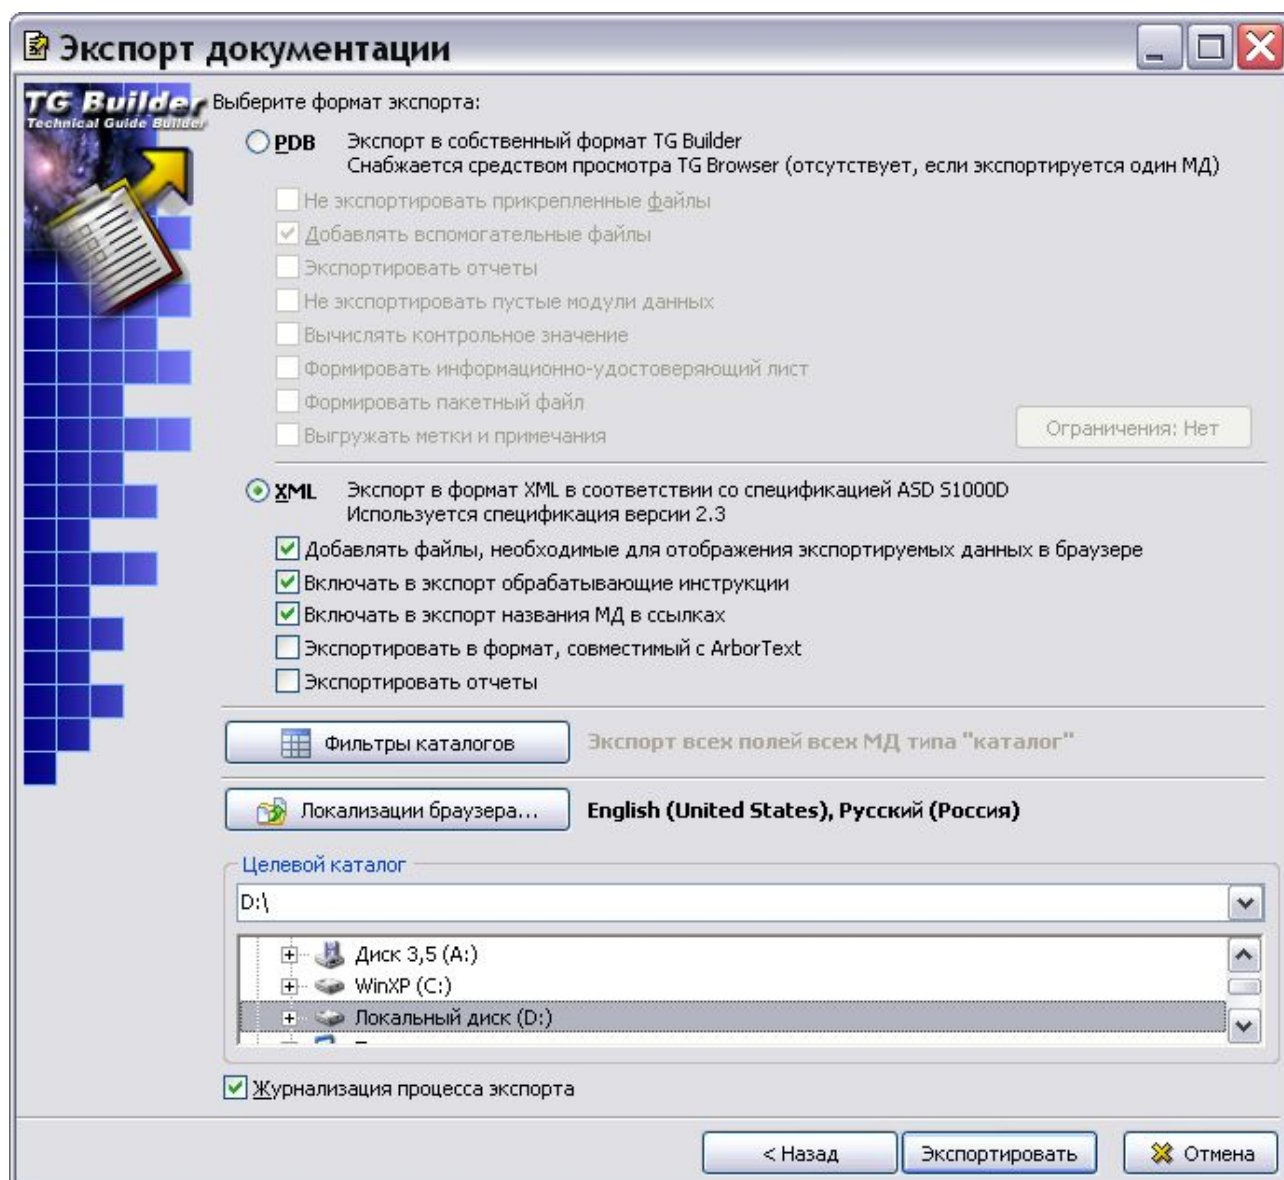 Экспорт документации
TG Builder
Technical Guide Builder
Выберите формат экспорта:
PDB Экспорт в собственный формат TG Builder
Снабжается средством просмотра TG Browser (отсутствует, если экспортируется один МД)
Не экспортировать прикрепленные файлы
Добавлять вспомогательные файлы
Экспортировать отчеты
Не экспортировать пустые модули данных
Вычислять контрольное значение
Формировать информационно-удостоверяющий лист
Формировать пакетный файл
Выгружать метки и примечания
Ограничения: Нет
XML Экспорт в формат XML в соответствии со спецификацией ASD S1000D
Используется спецификация версии 2.3
Добавлять файлы, необходимые для отображения экспортируемых данных в браузере
Включать в экспорт обрабатывающие инструкции
Включать в экспорт названия МД в ссылках
Экспортировать в формат, совместимый с ArborText
Экспортировать отчеты
Фильтры каталогов Экспорт всех полей всех МД типа "каталог"
Локализации браузера... English (United States), Русский (Россия)
Целевой каталог
D:\
Диск 3,5 (A:)
WinXP (C:)
Локальный диск (D:)
Журнализация процесса экспорта
< Назад Экспортировать Отмена